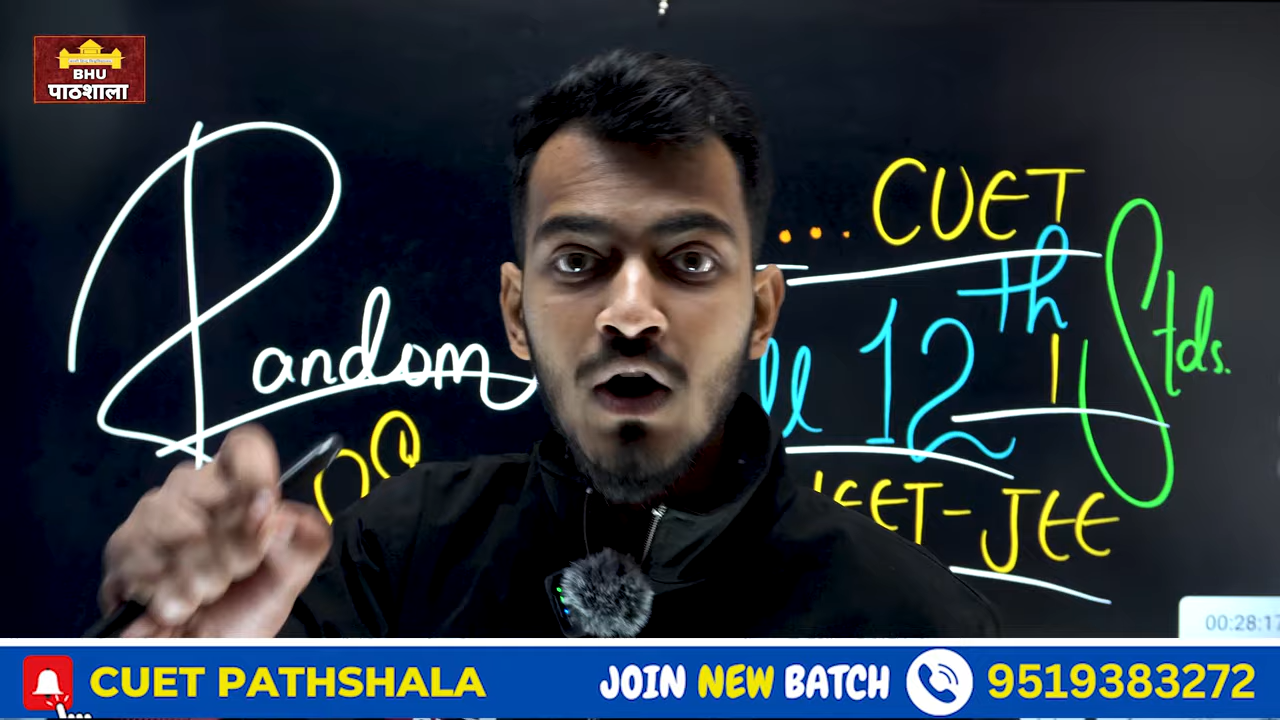 BHU
पाठशाला
... CUET
Random
12th
Stds.
JEE
00:28:17
CUET PATHSHALA
JOIN NEW BATCH
9519383272